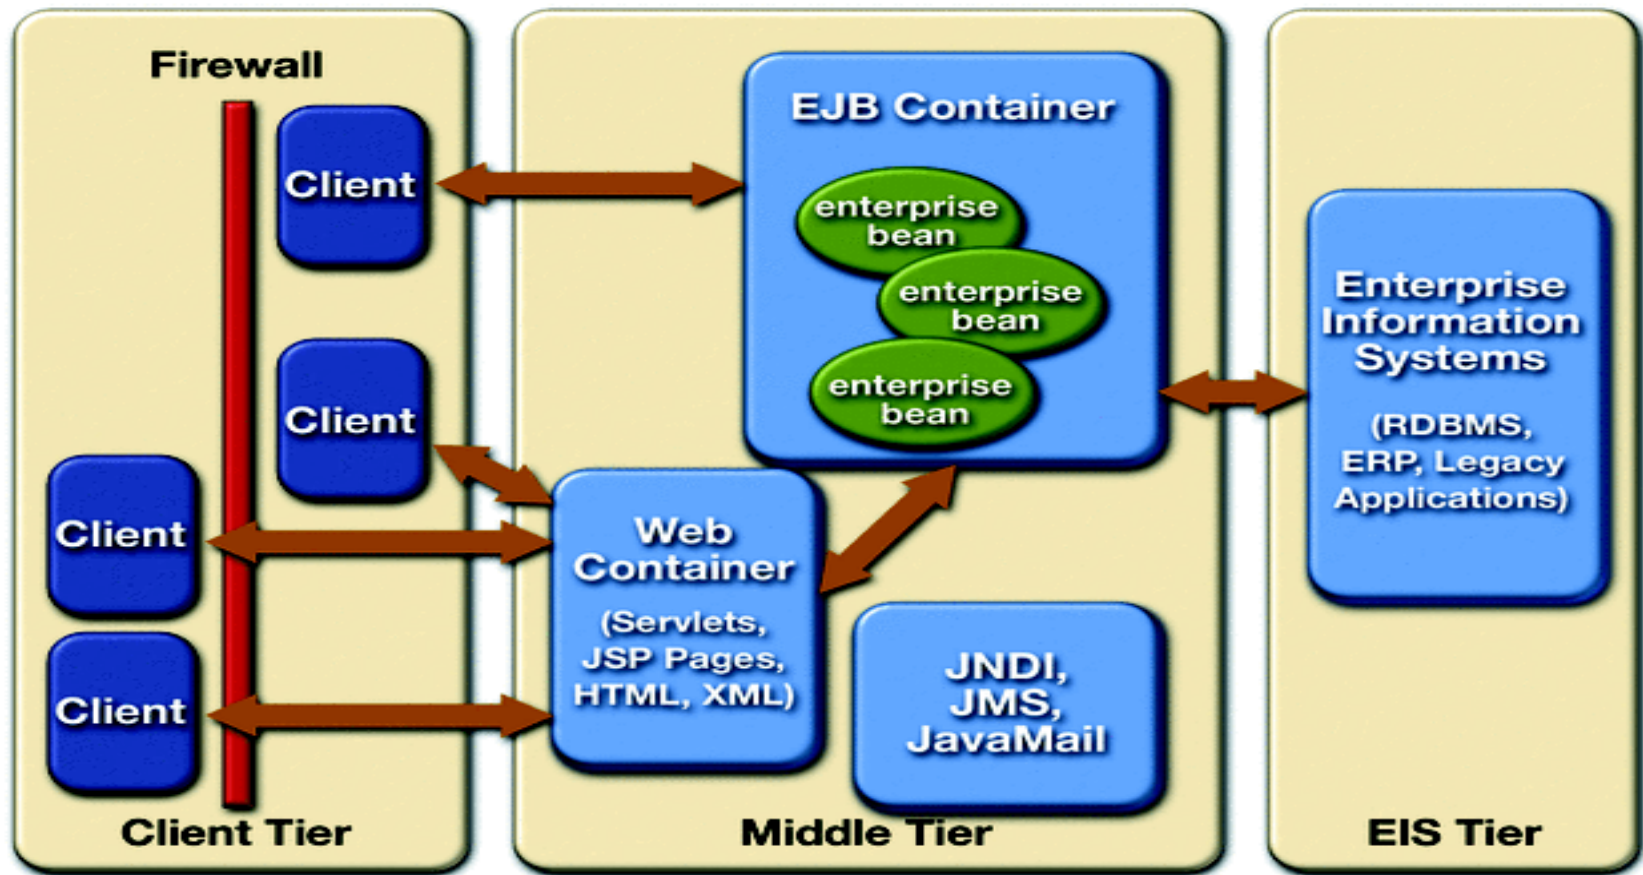 Firewall
Client
Client
Client
Client
Client Tier
EJB Container
enterprise
bean
enterprise
bean
enterprise
bean
Web
Container
(Servlets,
JSP Pages,
HTML, XML)
JNDI,
JMS,
JavaMail
Middle Tier
Enterprise
Information
Systems
(RDBMS,
ERP, Legacy
Applications)
EIS Tier